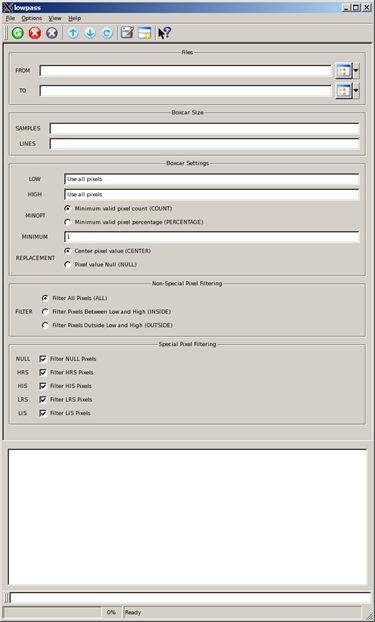 lowpass
File Options View Help
Files
FROM
TO
Boxcar Size
SAMPLES
LINES
Boxcar Settings
LOW Use all pixels
HIGH Use all pixels
MINOPT
Minimum valid pixel count (COUNT)
Minimum valid pixel percentage (PERCENTAGE)
MINIMUM 1
REPLACEMENT
Center pixel value (CENTER)
Pixel value Null (NULL)
Non-Special Pixel Filtering
FILTER
Filter All Pixels (ALL)
Filter Pixels Between Low and High (INSIDE)
Filter Pixels Outside Low and High (OUTSIDE)
Special Pixel Filtering
NULL Filter NULL Pixels
HRS Filter HRS Pixels
HIS Filter HIS Pixels
LRS Filter LRS Pixels
LIS Filter LIS Pixels
0% Ready